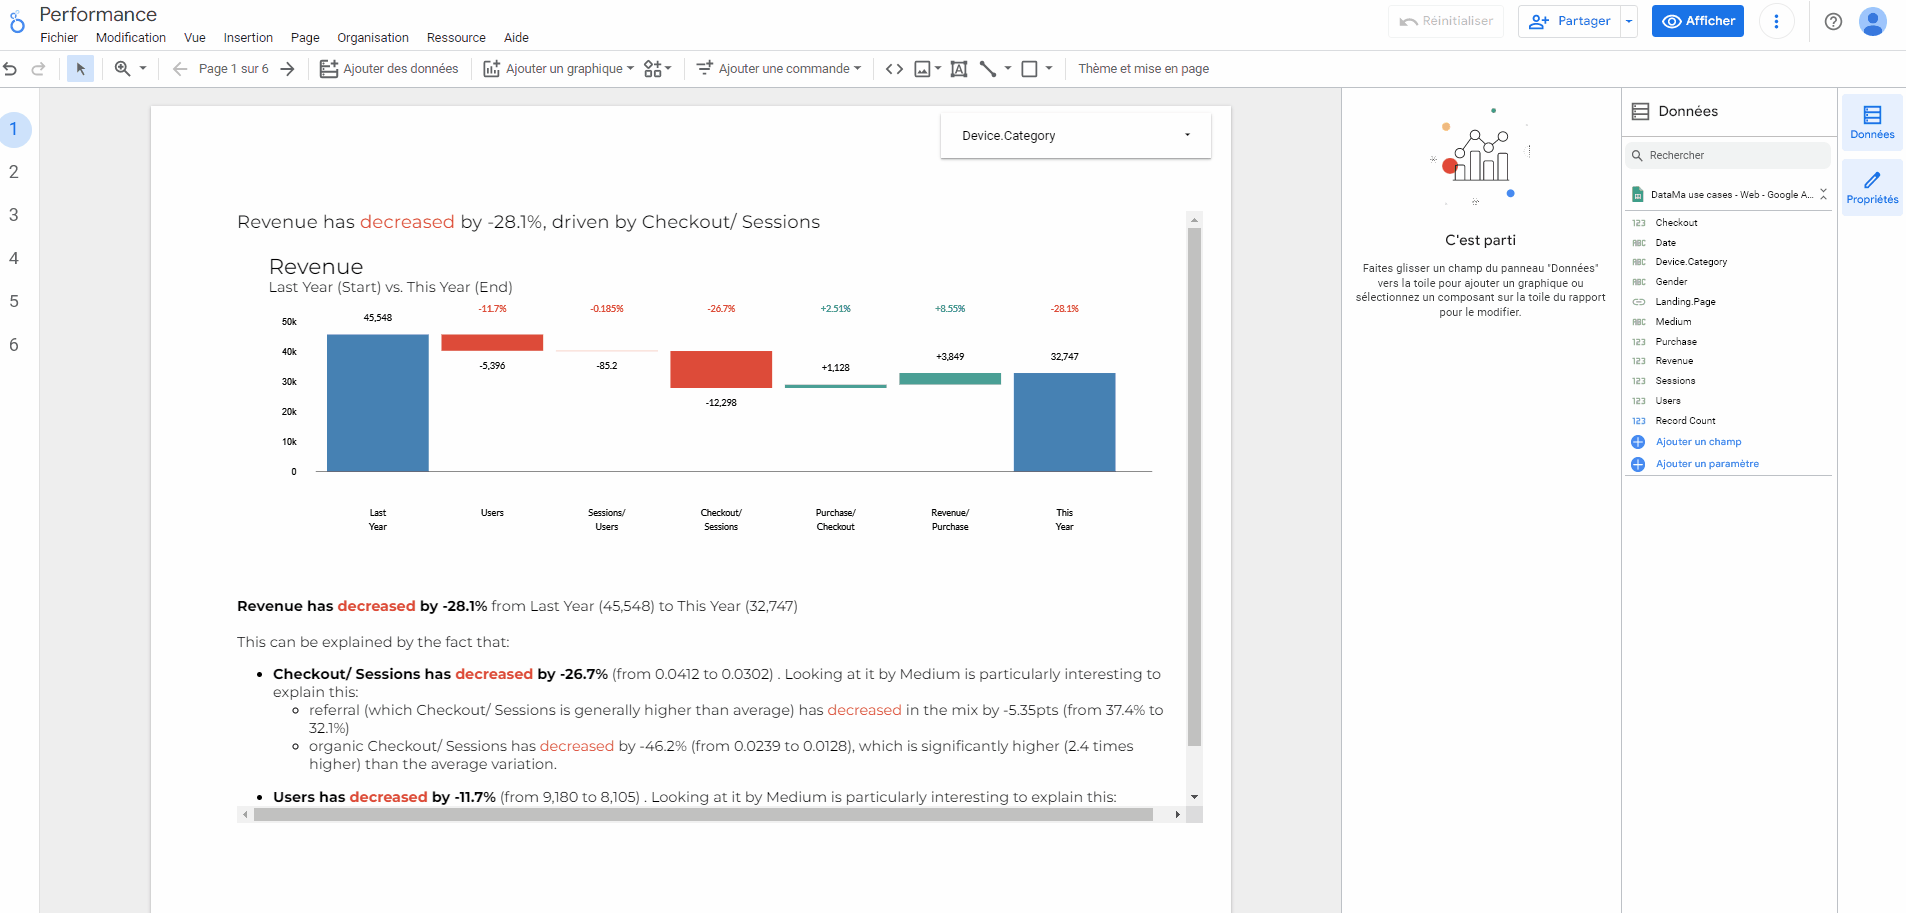 Performance
Fichier Modification Vue Insertion Page Organisation Ressource Aide
Réinitialiser Partager Afficher
Page 1 sur 6 Ajouter des données Ajouter un graphique Ajouter une commande Thème et mise en page
1
2
3
4
5
6
Device.Category
Revenue has decreased by -28.1%, driven by Checkout/ Sessions
Revenue
Last Year (Start) vs. This Year (End)
-11.7% -0.185% -26.7% +2.51% +8.55% -28.1%
50k
40k
30k
20k
10k
0
45,548
-5,396
-85.2
-12,298
+1,128
+3,849
32,747
Last
Year
Users
Sessions/
Users
Checkout/
Sessions
Purchase/
Checkout
Revenue/
Purchase
This
Year
Revenue has decreased by -28.1% from Last Year (45,548) to This Year (32,747)
This can be explained by the fact that:
Checkout/ Sessions has decreased by -26.7% (from 0.0412 to 0.0302) . Looking at it by Medium is particularly interesting to
explain this:
referral (which Checkout/ Sessions is generally higher than average) has decreased in the mix by -5.35pts (from 37.4% to
32.1%)
organic Checkout/ Sessions has decreased by -46.2% (from 0.0239 to 0.0128), which is significantly higher (2.4 times
higher) than the average variation.
Users has decreased by -11.7% (from 9,180 to 8,105) . Looking at it by Medium is particularly interesting to explain this:
C'est parti
Faites glisser un champ du panneau "Données"
vers la toile pour ajouter un graphique ou
sélectionnez un composant sur la toile du rapport
pour le modifier.
Données
Rechercher
DataMa use cases - Web - Google A...
123 Checkout
ABC Date
ABC Device.Category
ABC Gender
Landing.Page
ABC Medium
123 Purchase
123 Revenue
123 Sessions
123 Users
123 Record Count
Ajouter un champ
Ajouter un paramètre
Données
Propriétés